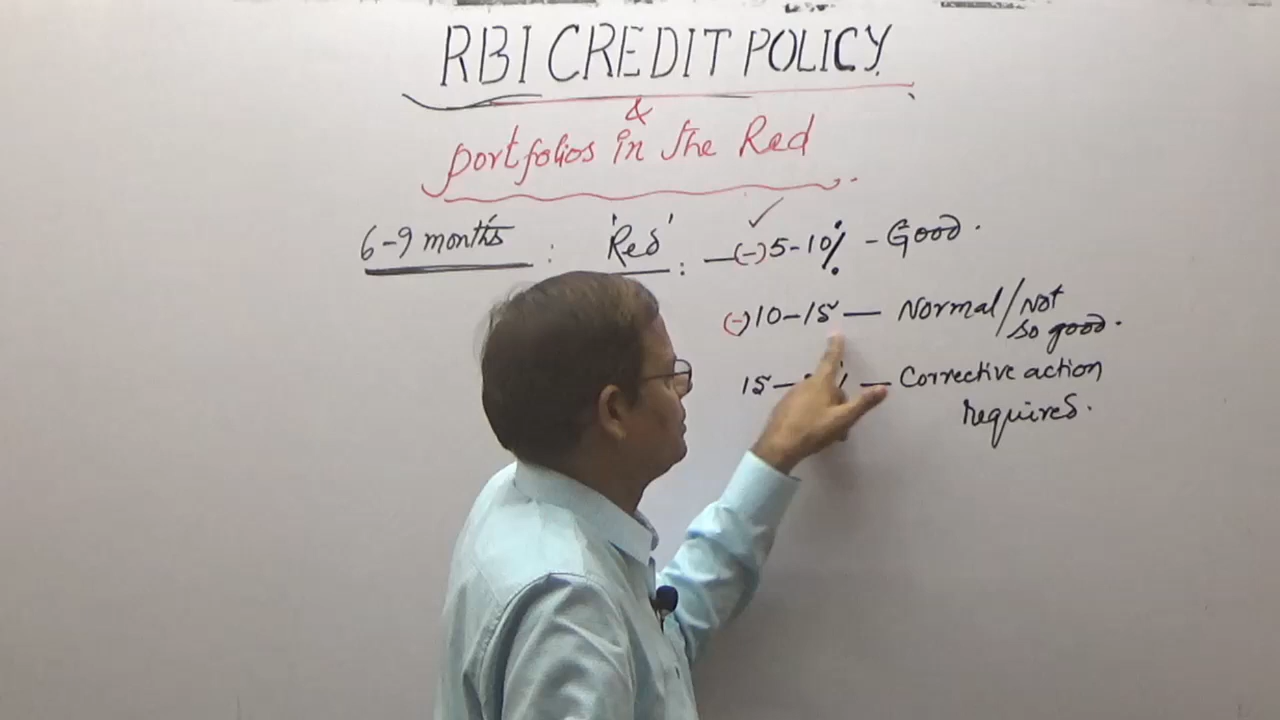 RBI CREDIT POLICY
&
portfolios in the Red
6-9 months : 'Red' : — (-) 5-10% - Good.
(-) 10-15 — Normal/Not so good.
15- — Corrective action
requires.